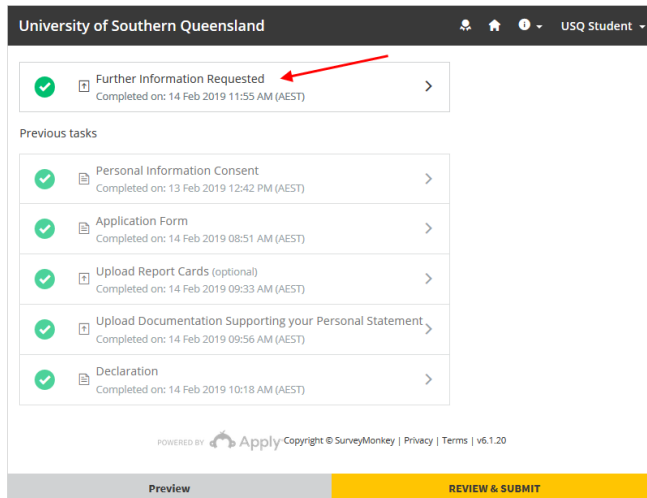 University of Southern Queensland USQ Student
Further Information Requested
Completed on: 14 Feb 2019 11:55 AM (AEST)
Previous tasks
Personal Information Consent
Completed on: 13 Feb 2019 12:42 PM (AEST)
Application Form
Completed on: 14 Feb 2019 08:51 AM (AEST)
Upload Report Cards (optional)
Completed on: 14 Feb 2019 09:33 AM (AEST)
Upload Documentation Supporting your Personal Statement
Completed on: 14 Feb 2019 09:56 AM (AEST)
Declaration
Completed on: 14 Feb 2019 10:18 AM (AEST)
POWERED BY Apply Copyright © SurveyMonkey | Privacy | Terms | v6.1.20
Preview REVIEW & SUBMIT